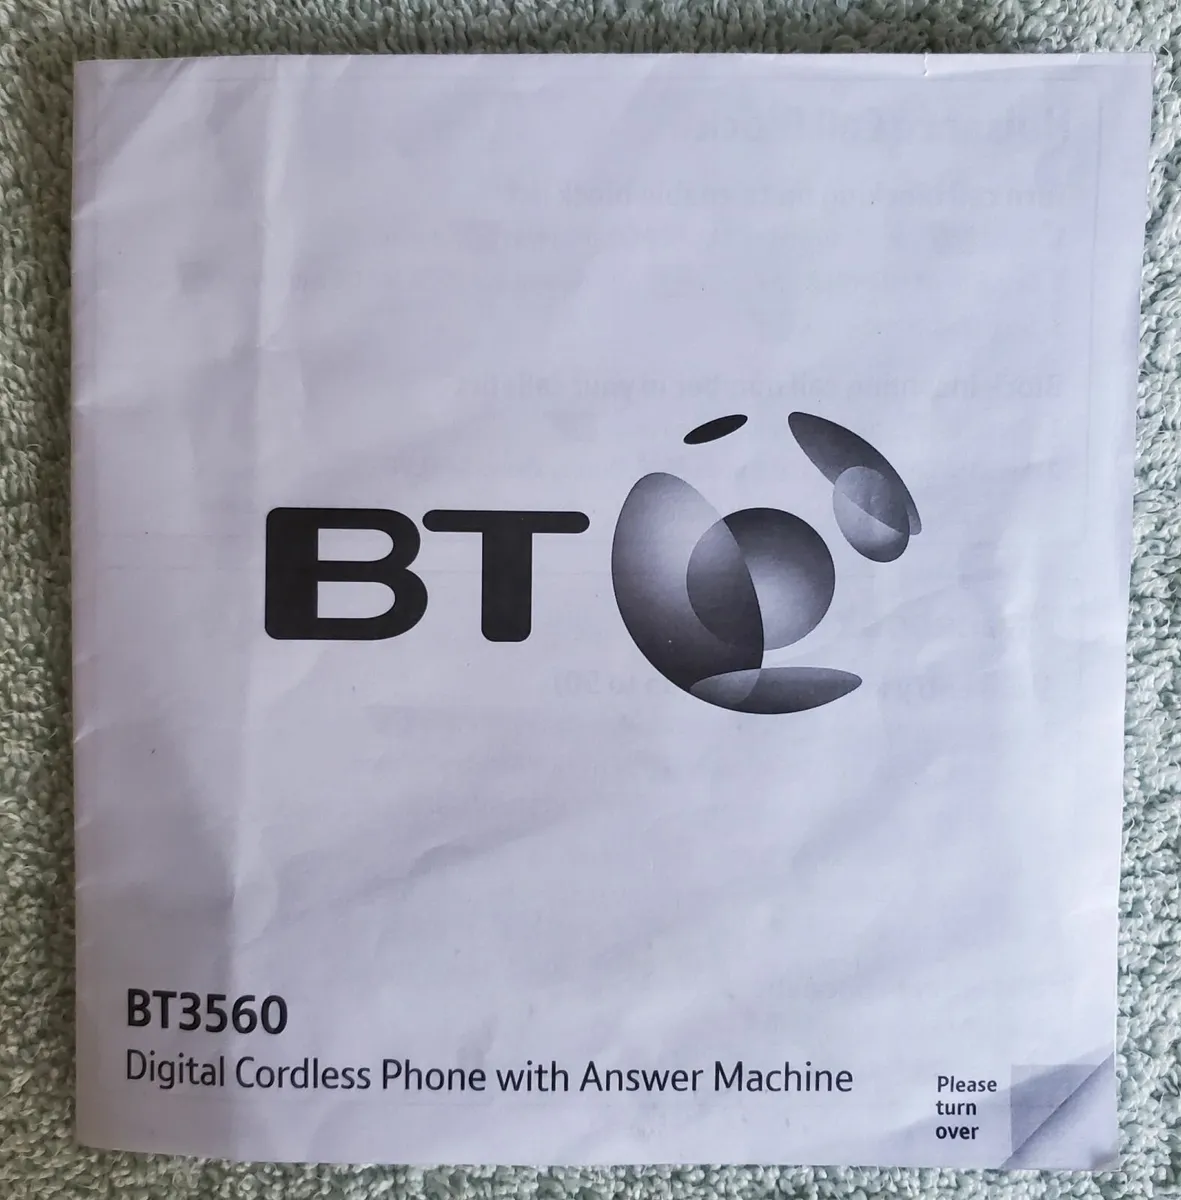 BT
BT3560
Digital Cordless Phone with Answer Machine
Please
turn
over